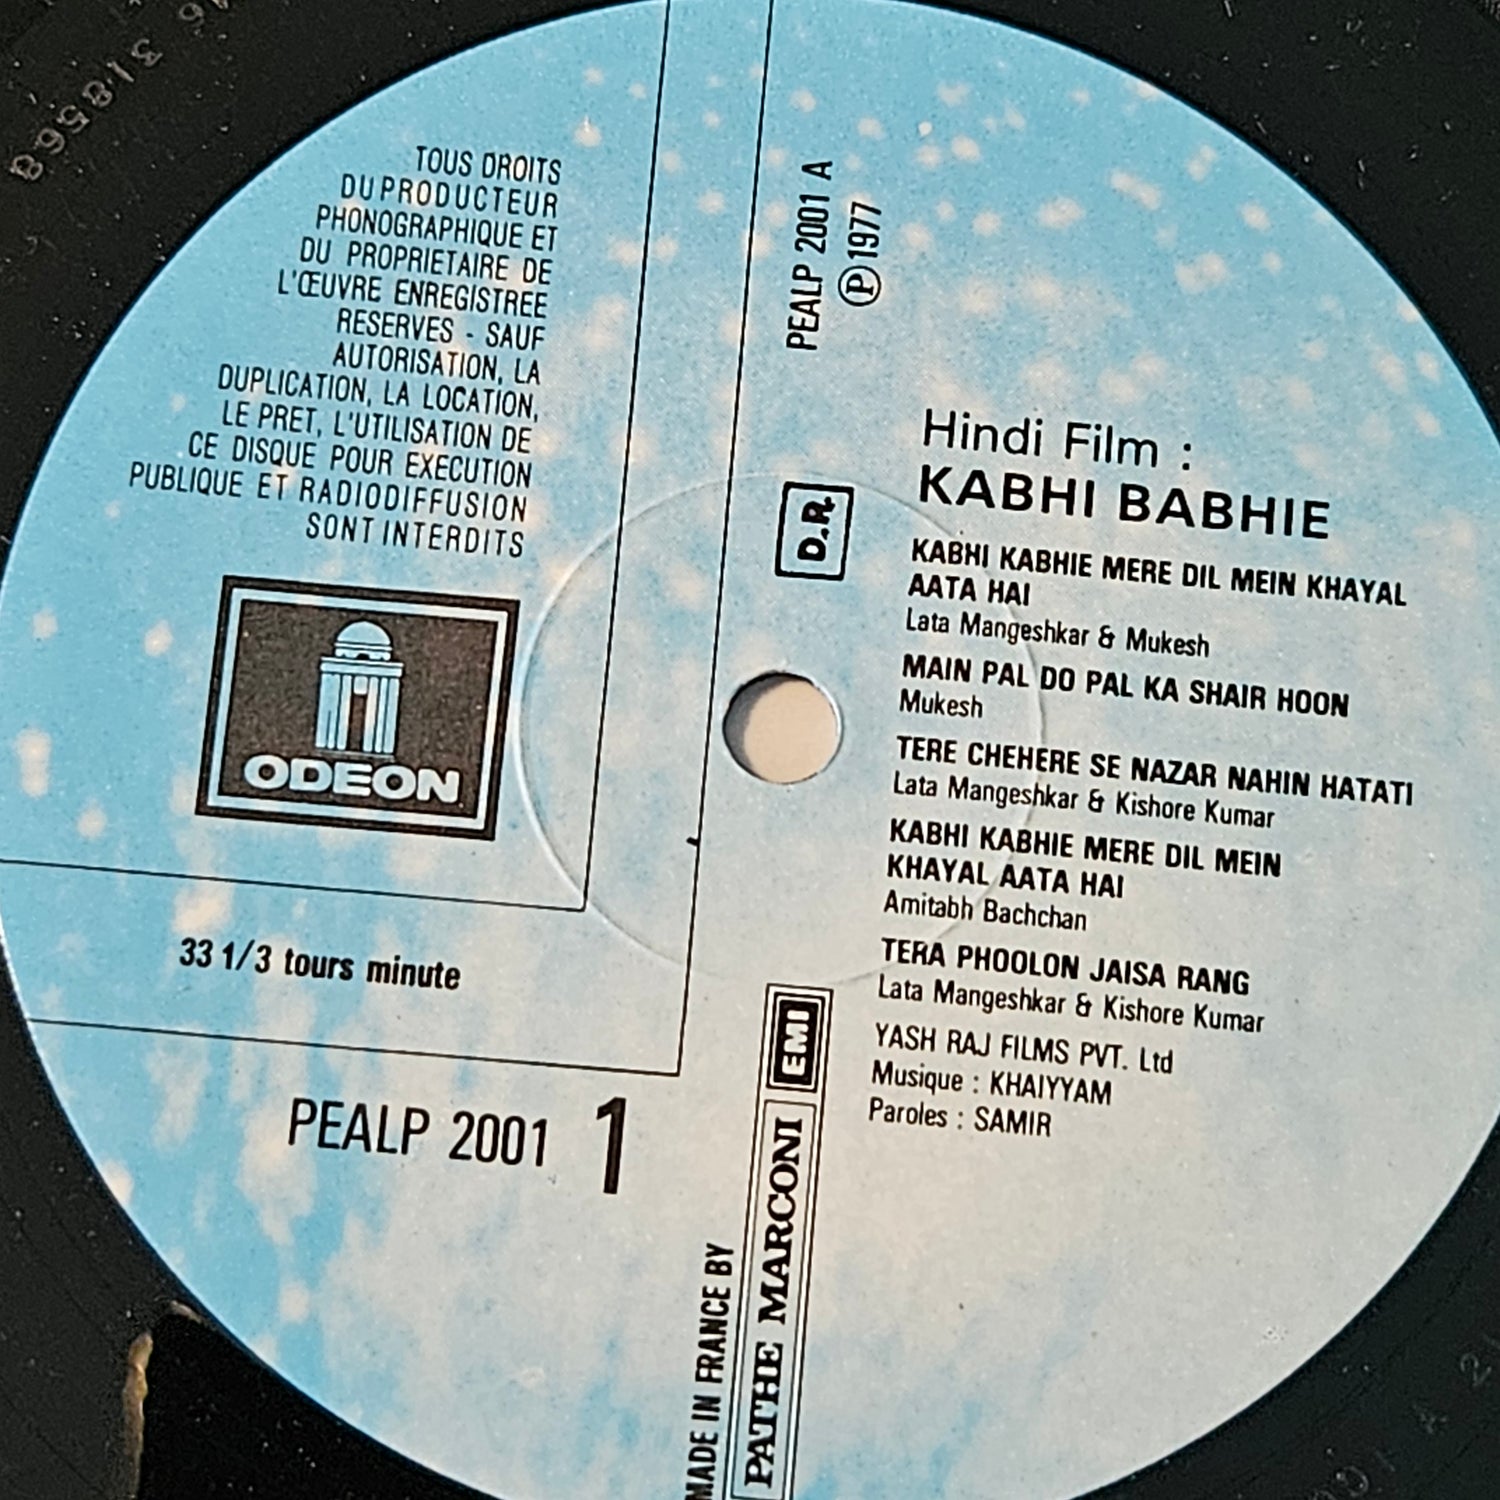 TOUS DROITS
DU PRODUCTEUR
PHONOGRAPHIQUE ET
DU PROPRIETAIRE DE
L'ŒUVRE ENREGISTREE
RESERVES - SAUF
AUTORISATION, LA
DUPLICATION, LA LOCATION,
LE PRET, L'UTILISATION DE
CE DISQUE POUR EXECUTION
PUBLIQUE ET RADIODIFFUSION
SONT INTERDITS
ODEON
33 1/3 tours minute
PEALP 2001 1
PEALP 2001 A
Ⓟ 1977
D.R.
Hindi Film :
KABHI BABHIE
KABHI KABHIE MERE DIL MEIN KHAYAL
AATA HAI
Lata Mangeshkar & Mukesh
MAIN PAL DO PAL KA SHAIR HOON
Mukesh
TERE CHEHERE SE NAZAR NAHIN HATATI
Lata Mangeshkar & Kishore Kumar
KABHI KABHIE MERE DIL MEIN
KHAYAL AATA HAI
Amitabh Bachchan
TERA PHOOLON JAISA RANG
Lata Mangeshkar & Kishore Kumar
YASH RAJ FILMS PVT. Ltd
Musique : KHAIYYAM
Paroles : SAMIR
MADE IN FRANCE BY
PATHE MARCONI EMI
318568